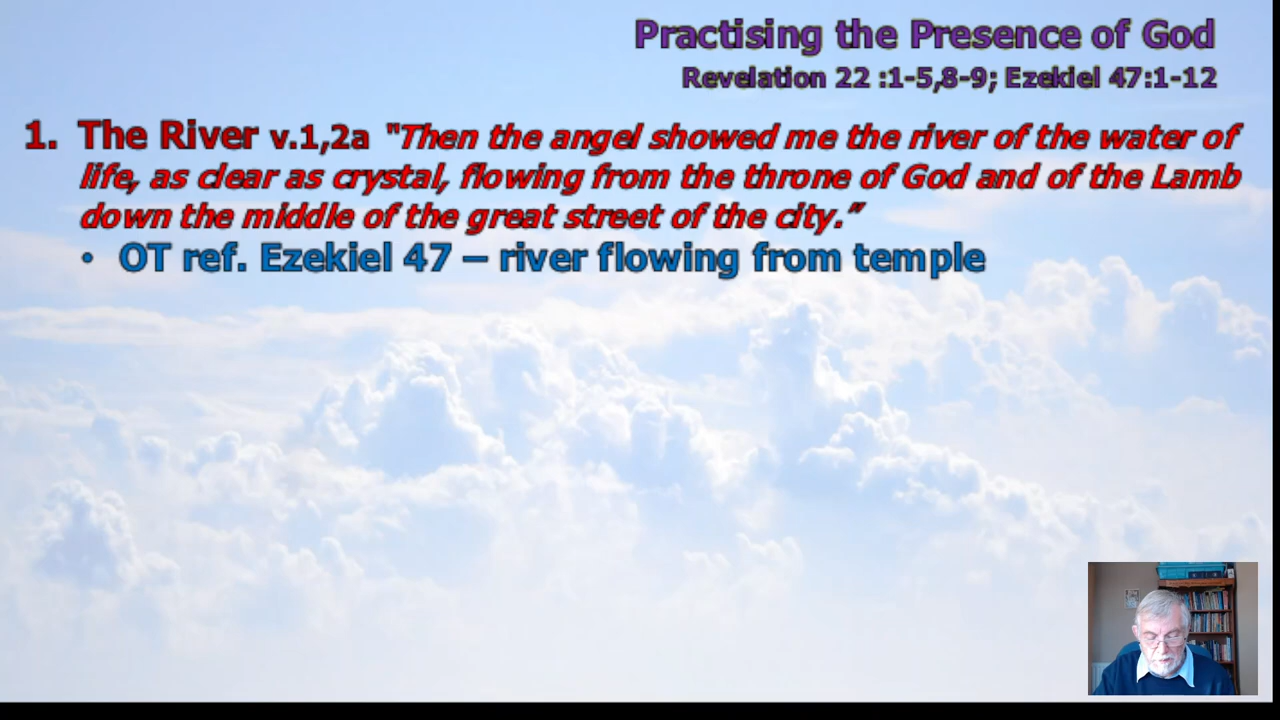 Practising the Presence of God
Revelation 22 :1-5,8-9; Ezekiel 47:1-12
1. The River v.1,2a “Then the angel showed me the river of the water of
life, as clear as crystal, flowing from the throne of God and of the Lamb
down the middle of the great street of the city.”
• OT ref. Ezekiel 47 – river flowing from temple